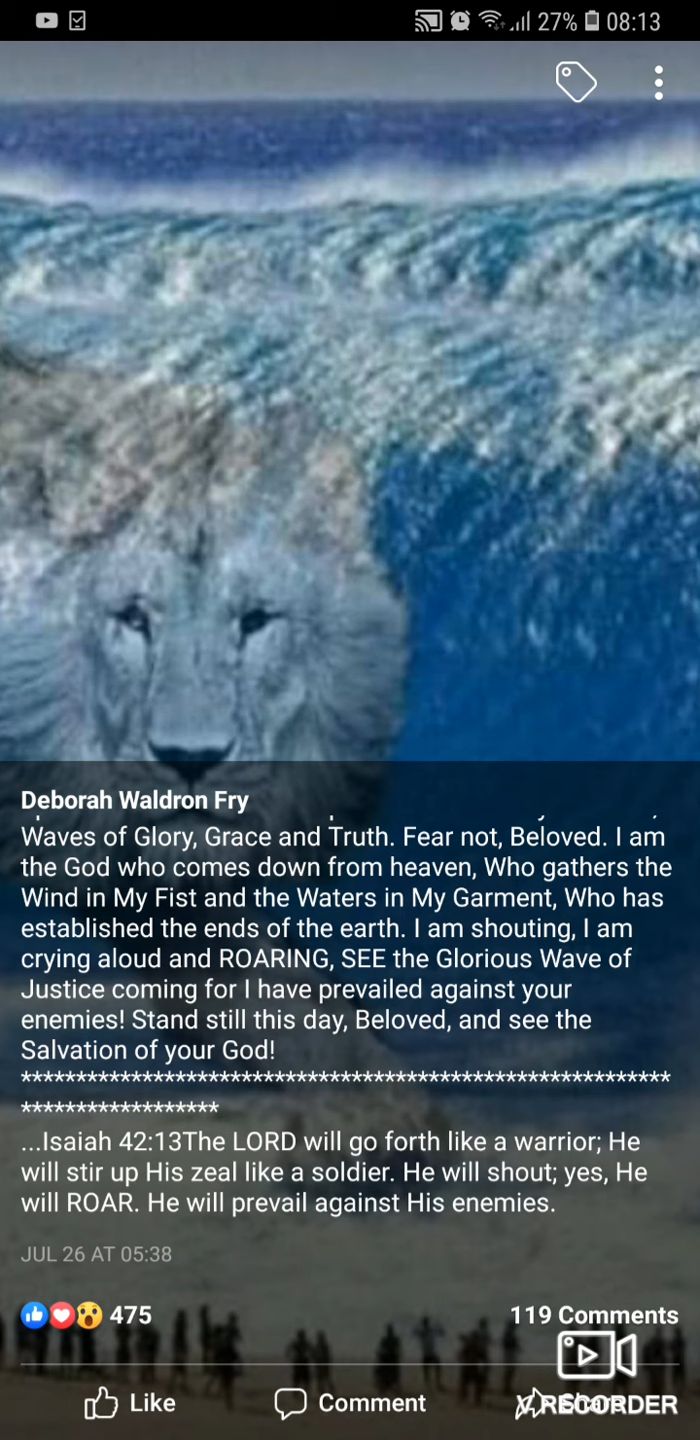 27% 08:13
Deborah Waldron Fry
Waves of Glory, Grace and Truth. Fear not, Beloved. I am
the God who comes down from heaven, Who gathers the
Wind in My Fist and the Waters in My Garment, Who has
established the ends of the earth. I am shouting, I am
crying aloud and ROARING, SEE the Glorious Wave of
Justice coming for I have prevailed against your
enemies! Stand still this day, Beloved, and see the
Salvation of your God!
***********************************************************
******************
...Isaiah 42:13The LORD will go forth like a warrior; He
will stir up His zeal like a soldier. He will shout; yes, He
will ROAR. He will prevail against His enemies.
JUL 26 AT 05:38
475 119 Comments
Like Comment Share
V.RECORDER